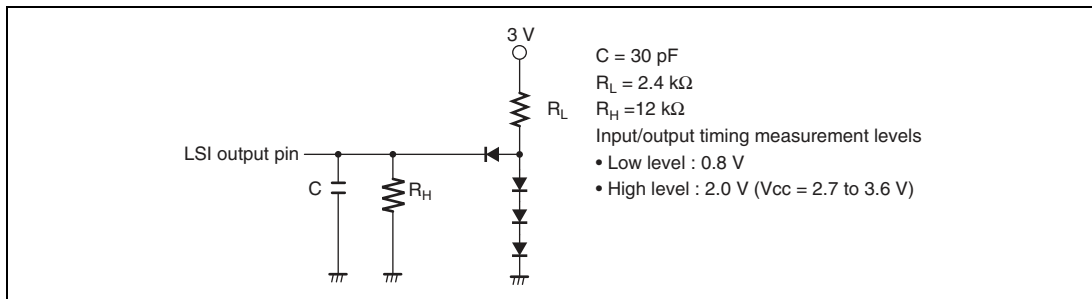 3 V
C = 30 pF
R_L = 2.4 kΩ
R_L
R_H =12 kΩ
Input/output timing measurement levels
LSI output pin
• Low level : 0.8 V
C
R_H
• High level : 2.0 V (Vcc = 2.7 to 3.6 V)